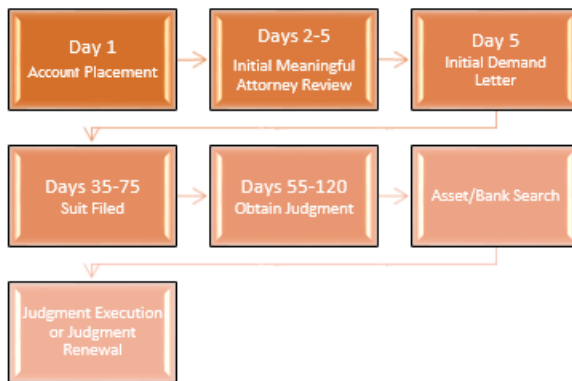 Day 1
Account Placement
Days 2-5
Initial Meaningful
Attorney Review
Day 5
Initial Demand
Letter
Days 35-75
Suit Filed
Days 55-120
Obtain Judgment
Asset/Bank Search
Judgment Execution
or Judgment
Renewal